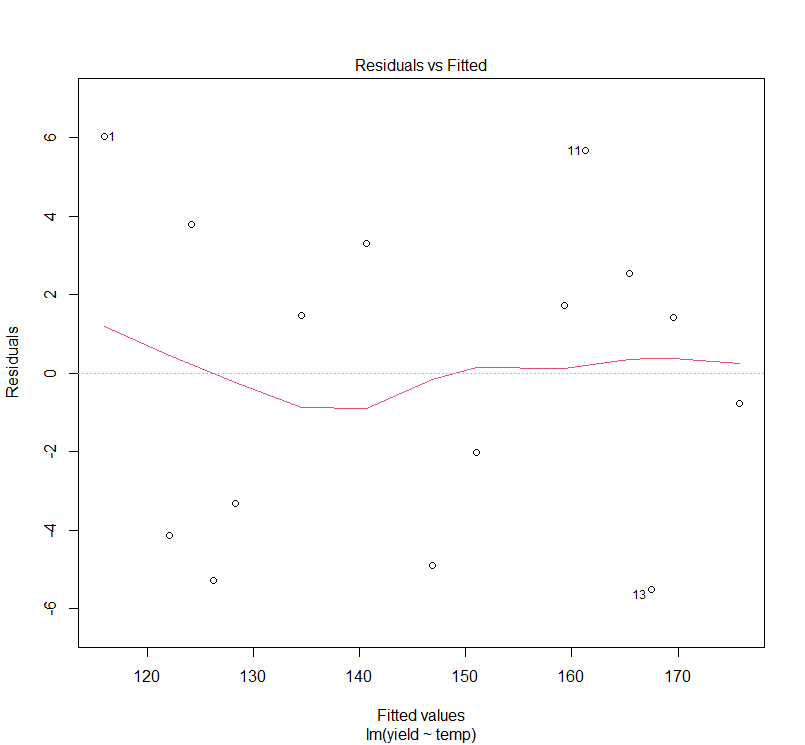 Residuals vs Fitted
Residuals
6
4
2
0
-2
-4
-6
1
11
13
120 130 140 150 160 170
Fitted values
lm(yield ~ temp)